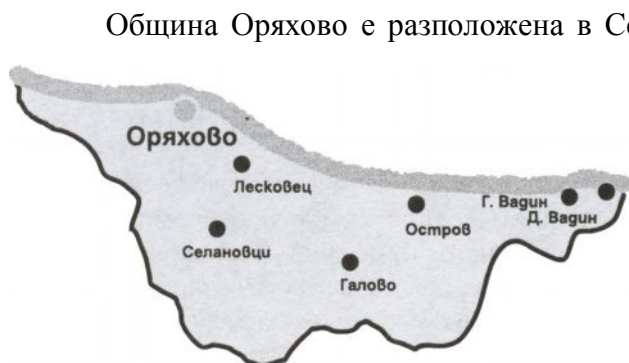 Община Оряхово е разположена в
Оряхово
Лесковец
Селановци
Галово
Остров
Г. Вадин
Д. Вадин